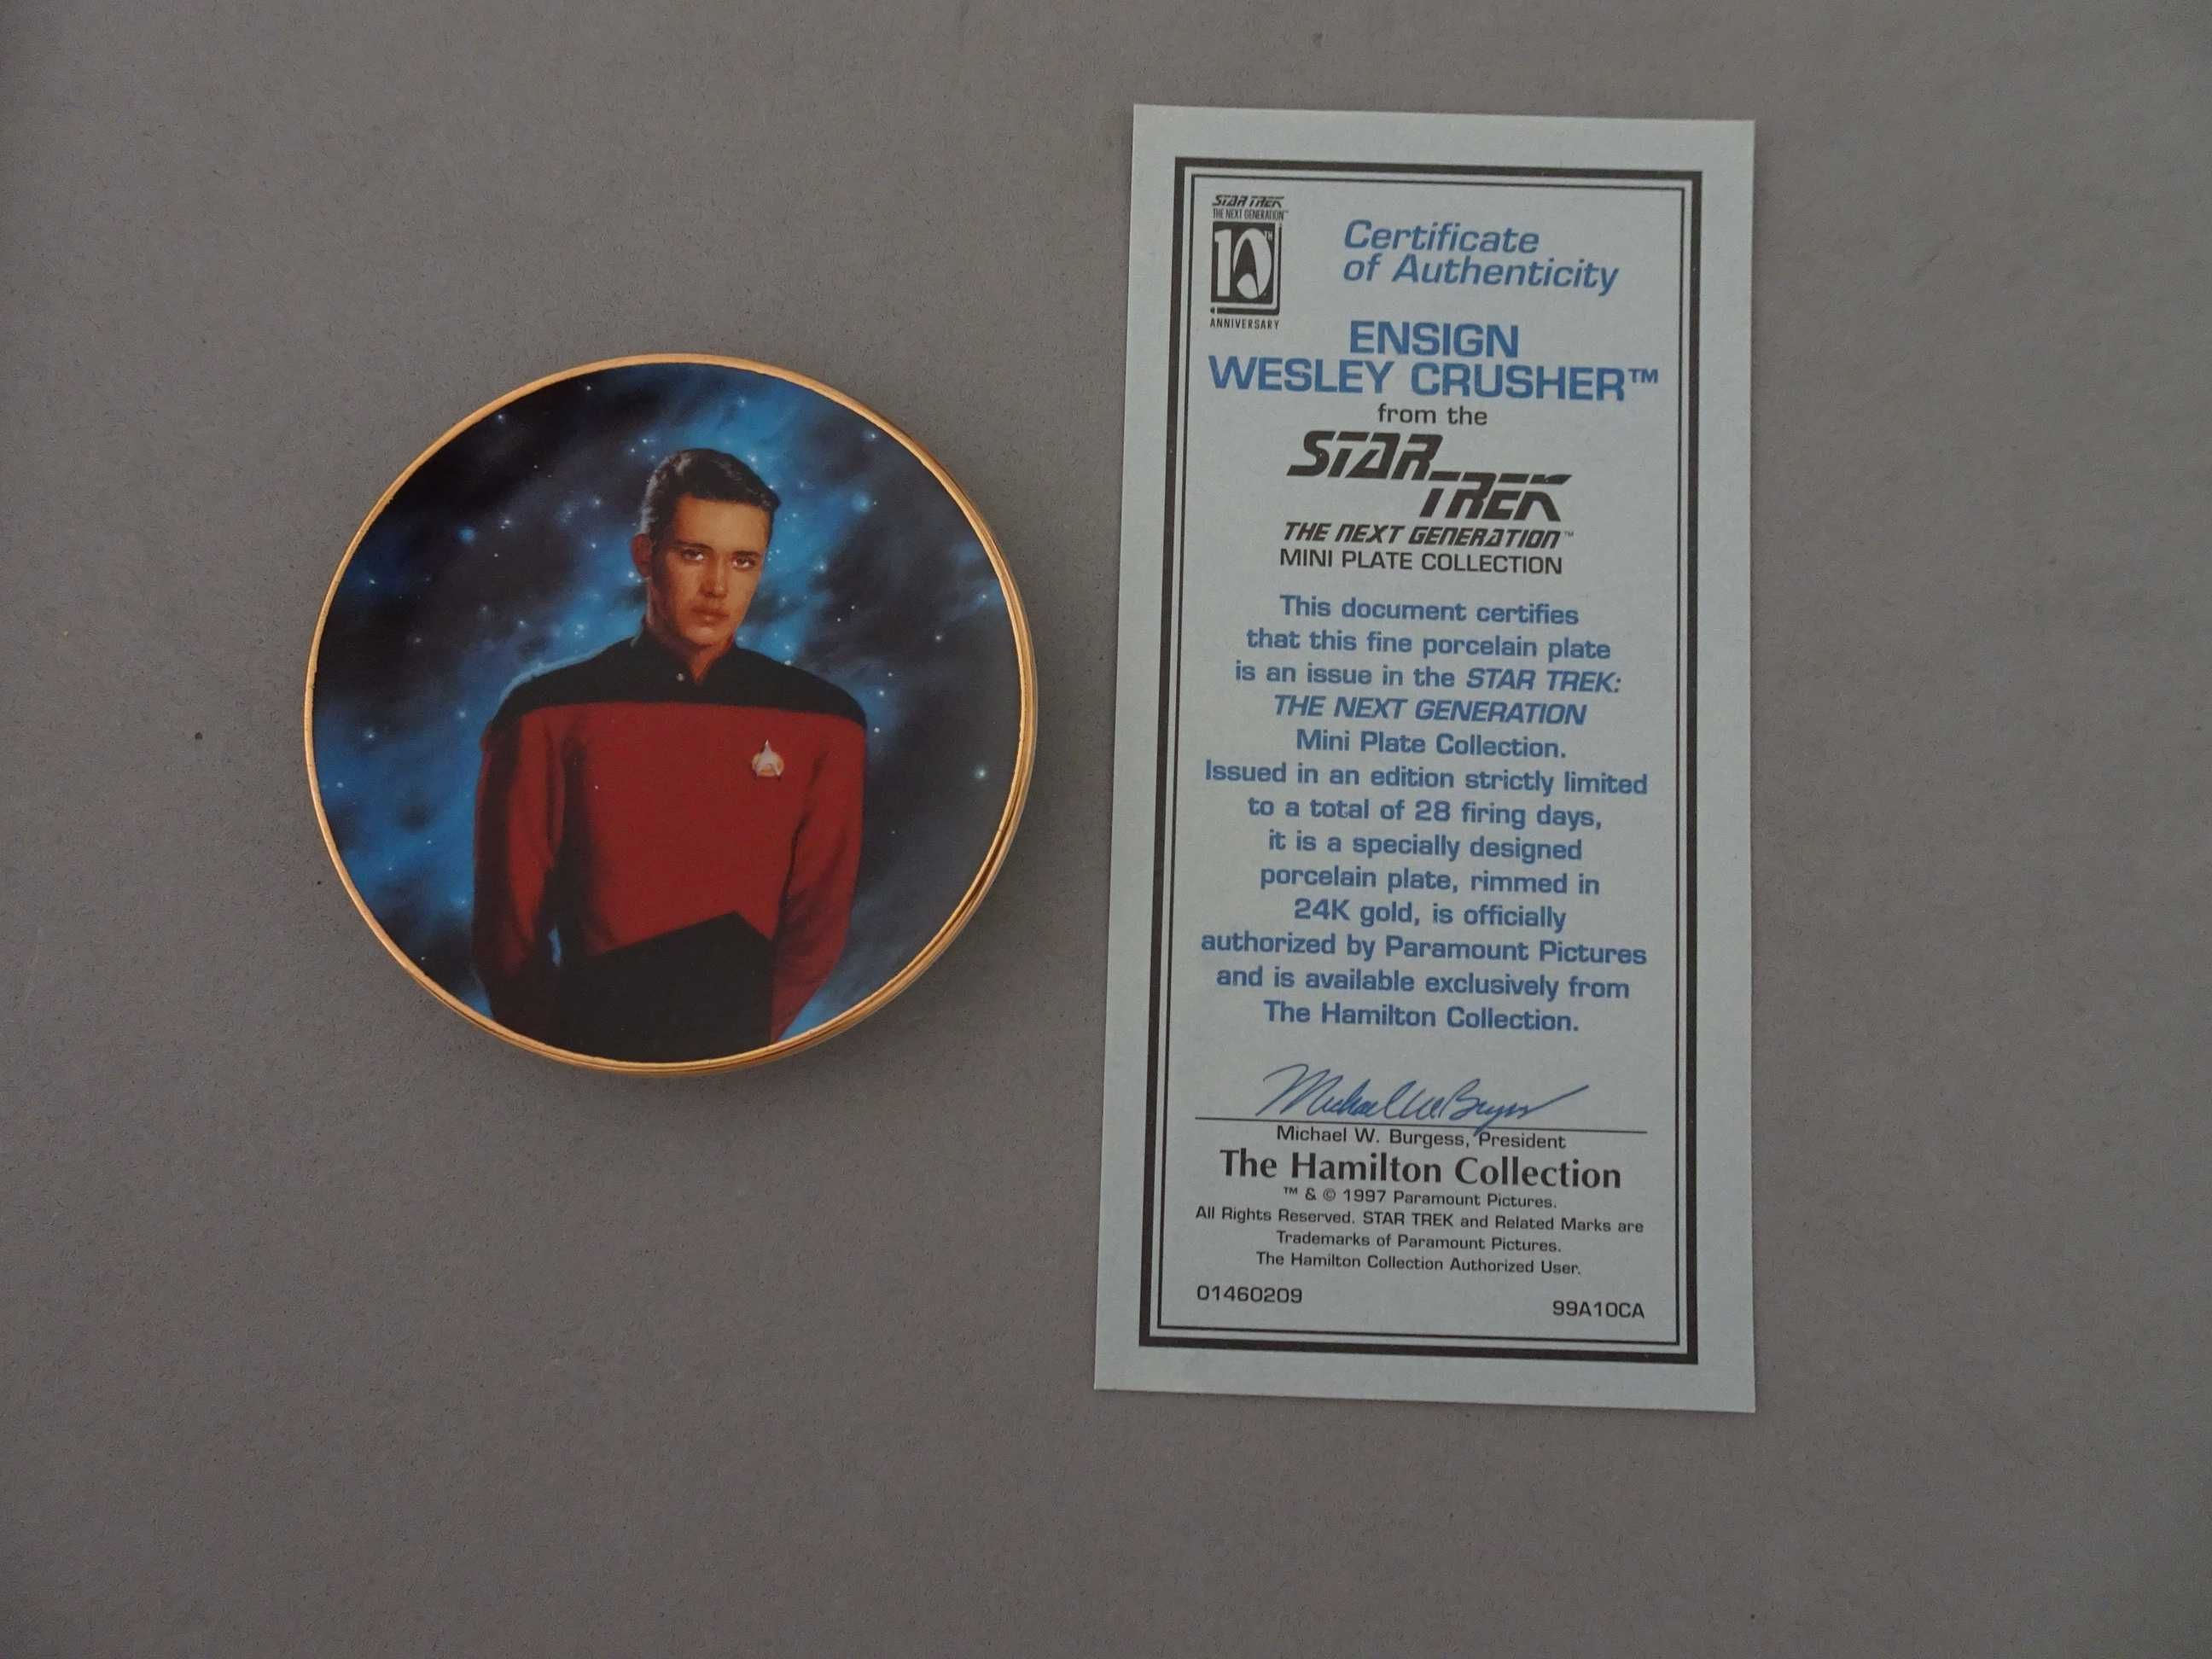 STAR TREK
THE NEXT GENERATION™
10TH
ANNIVERSARY
Certificate
of Authenticity
ENSIGN
WESLEY CRUSHER™
from the
STAR
TREK
THE NEXT GENERATION™
MINI PLATE COLLECTION
This document certifies
that this fine porcelain plate
is an issue in the STAR TREK:
THE NEXT GENERATION
Mini Plate Collection.
Issued in an edition strictly limited
to a total of 28 firing days,
it is a specially designed
porcelain plate, rimmed in
24K gold, is officially
authorized by Paramount Pictures
and is available exclusively from
The Hamilton Collection.
Michael W. Burgess
Michael W. Burgess, President
The Hamilton Collection
™ & © 1997 Paramount Pictures.
All Rights Reserved. STAR TREK and Related Marks are
Trademarks of Paramount Pictures.
The Hamilton Collection Authorized User.
01460209
99A10CA